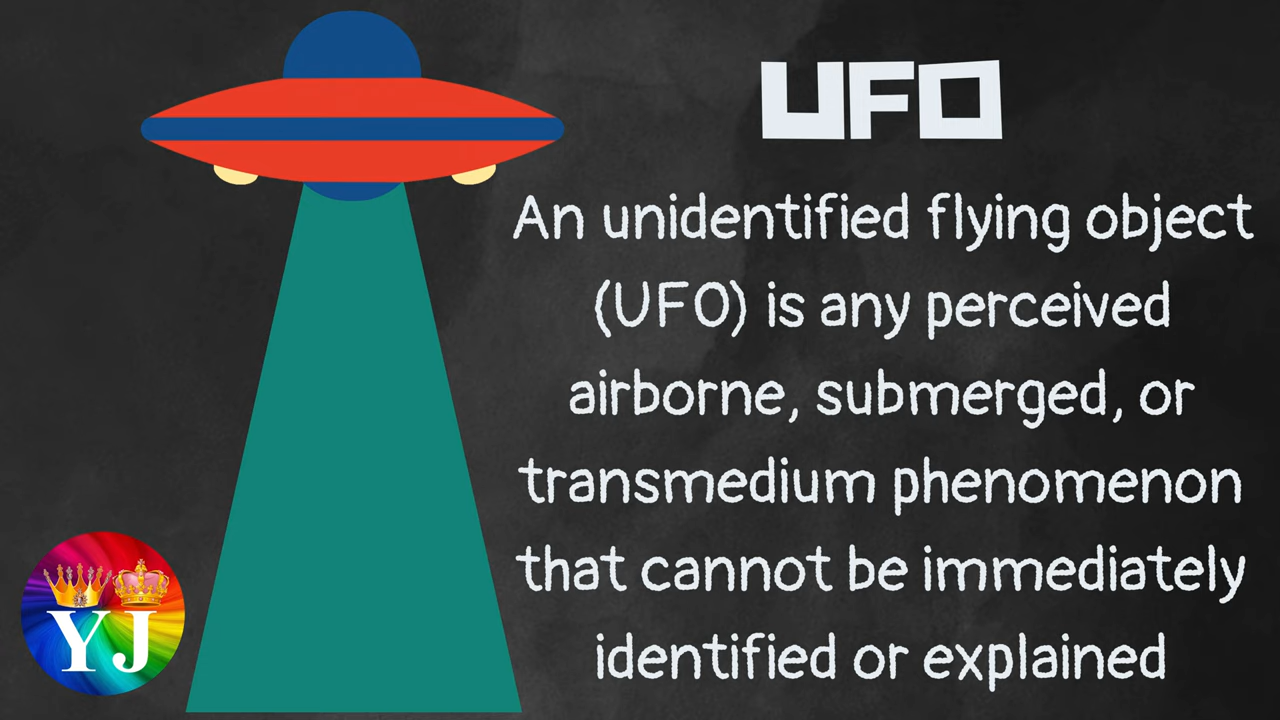 UFO
An unidentified flying object
(UFO) is any perceived
airborne, submerged, or
transmedium phenomenon
that cannot be immediately
identified or explained
YJ